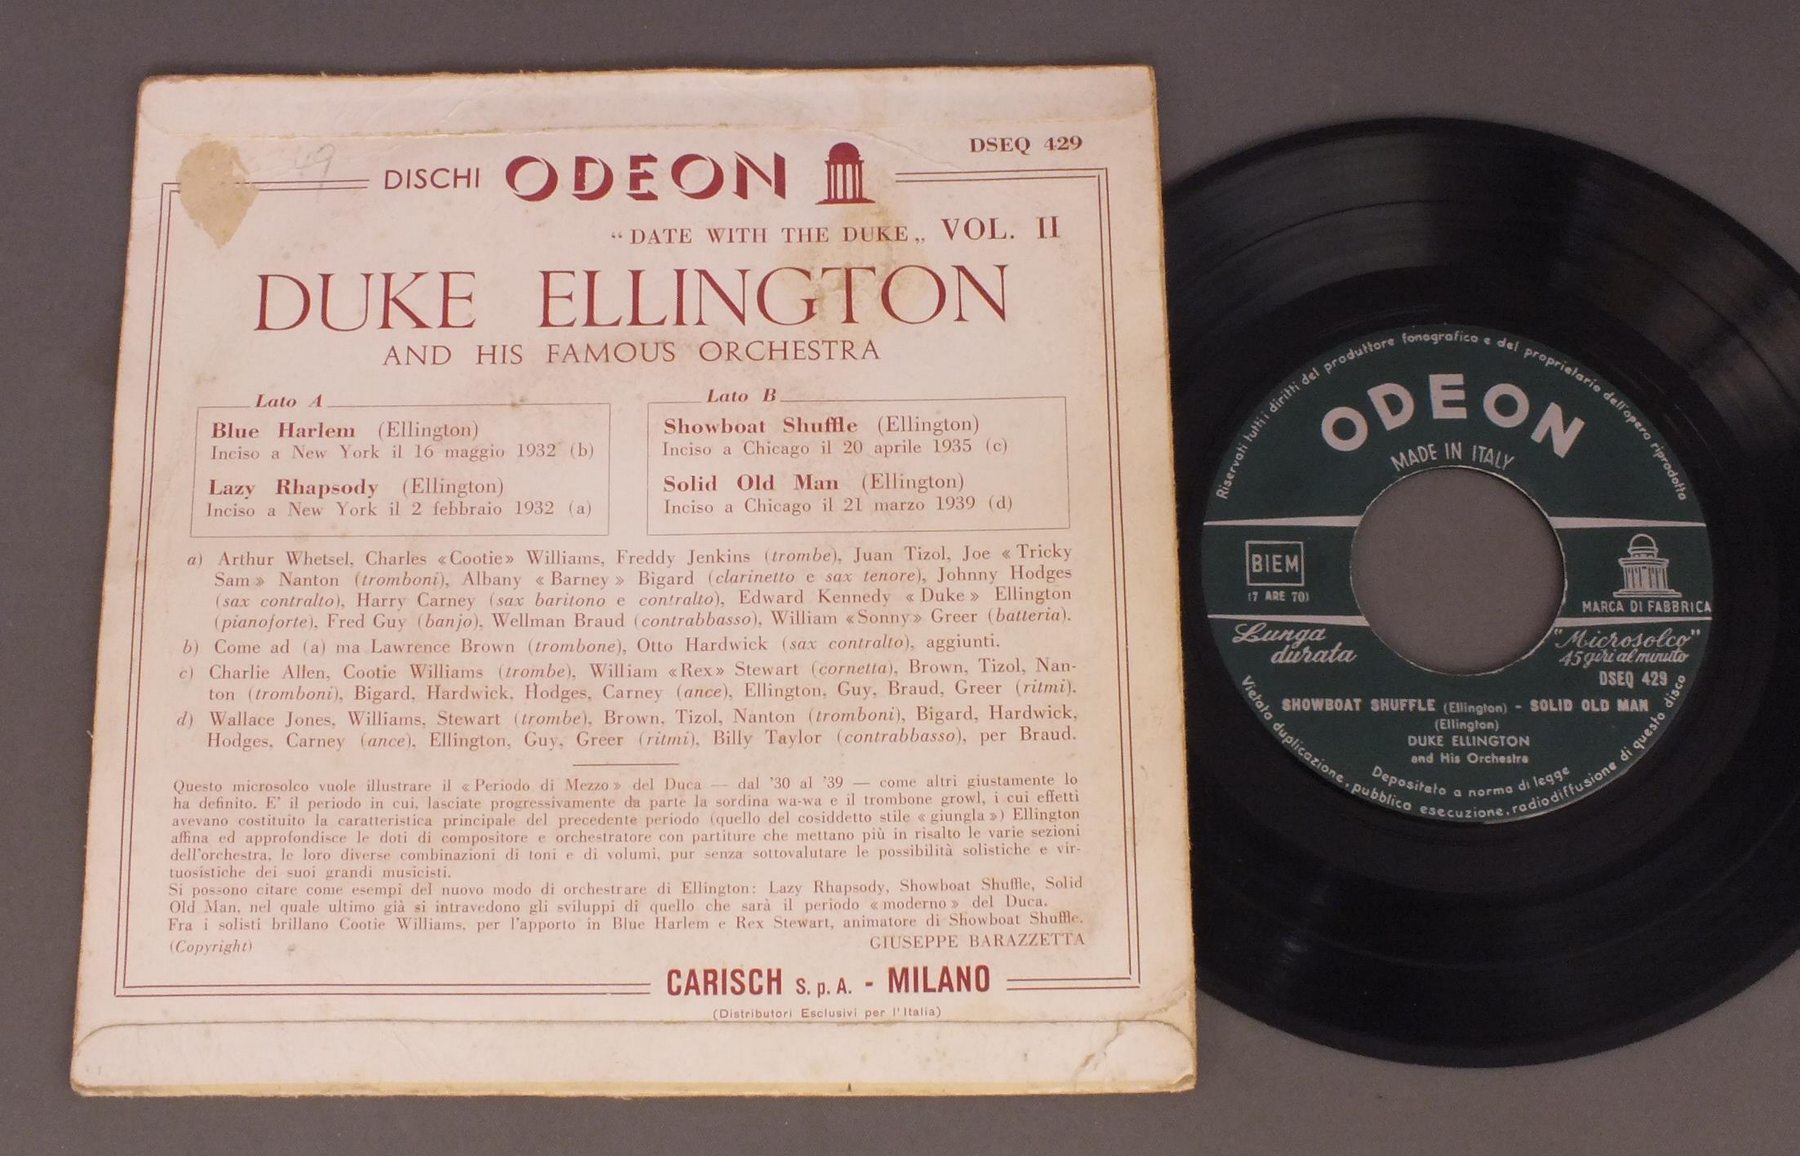 DSEQ 429
DISCHI ODEON
“DATE WITH THE DUKE„ VOL. II
DUKE ELLINGTON
AND HIS FAMOUS ORCHESTRA
Lato A
Blue Harlem (Ellington)
Inciso a New York il 16 maggio 1932 (b)
Lazy Rhapsody (Ellington)
Inciso a New York il 2 febbraio 1932 (a)
Lato B
Showboat Shuffle (Ellington)
Inciso a Chicago il 20 aprile 1935 (c)
Solid Old Man (Ellington)
Inciso a Chicago il 21 marzo 1939 (d)
a) Arthur Whetsel, Charles «Cootie» Williams, Freddy Jenkins (trombe), Juan Tizol, Joe «Tricky
Sam» Nanton (tromboni), Albany «Barney» Bigard (clarinetto e sax tenore), Johnny Hodges
(sax contralto), Harry Carney (sax baritono e contralto), Edward Kennedy «Duke» Ellington
(pianoforte), Fred Guy (banjo), Wellman Braud (contrabbasso), William «Sonny» Greer (batteria).
b) Come ad (a) ma Lawrence Brown (trombone), Otto Hardwick (sax contralto), aggiunti.
c) Charlie Allen, Cootie Williams (trombe), William «Rex» Stewart (cornetta), Brown, Tizol, Nan-
ton (tromboni), Bigard, Hardwick, Hodges, Carney (ance), Ellington, Guy, Braud, Greer (ritmi).
d) Wallace Jones, Williams, Stewart (trombe), Brown, Tizol, Nanton (tromboni), Bigard, Hardwick,
Hodges, Carney (ance), Ellington, Guy, Greer (ritmi), Billy Taylor (contrabbasso), per Braud.
Questo microsolco vuole illustrare il «Periodo di Mezzo» del Duca — dal '30 al '39 — come altri giustamente lo
ha definito. E' il periodo in cui, lasciate progressivamente da parte la sordina wa-wa e il trombone growl, i cui effetti
avevano costituito la caratteristica principale del precedente periodo (quello del cosiddetto stile «giungla») Ellington
affina ed approfondisce le doti di compositore e orchestratore con partiture che mettano più in risalto le varie sezioni
dell'orchestra, le loro diverse combinazioni di toni e di volumi, pur senza sottovalutare le possibilità solistiche e vir-
tuosistiche dei suoi grandi musicisti.
Si possono citare come esempi del nuovo modo di orchestrare di Ellington: Lazy Rhapsody, Showboat Shuffle, Solid
Old Man, nel quale ultimo già si intravedono gli sviluppi di quello che sarà il periodo «moderno» del Duca.
Fra i solisti brillano Cootie Williams, per l'apporto in Blue Harlem e Rex Stewart, animatore di Showboat Shuffle.
(Copyright)
GIUSEPPE BARAZZETTA
CARISCH S.p.A. - MILANO
(Distributori Esclusivi per l'Italia)
Riservati tutti i diritti del produttore fonografico e del proprietario dell'opera riprodotta
ODEON
MADE IN ITALY
BIEM
(7 ARE 70)
MARCA DI FABBRICA
Lunga
durata
"Microsolco"
45 giri al minuto
DSEQ 429
SHOWBOAT SHUFFLE (Ellington) - SOLID OLD MAN
(Ellington)
DUKE ELLINGTON
and His Orchestra
Depositato a norma di legge
Vietata duplicazione, pubblica esecuzione, radiodiffusione di questo disco